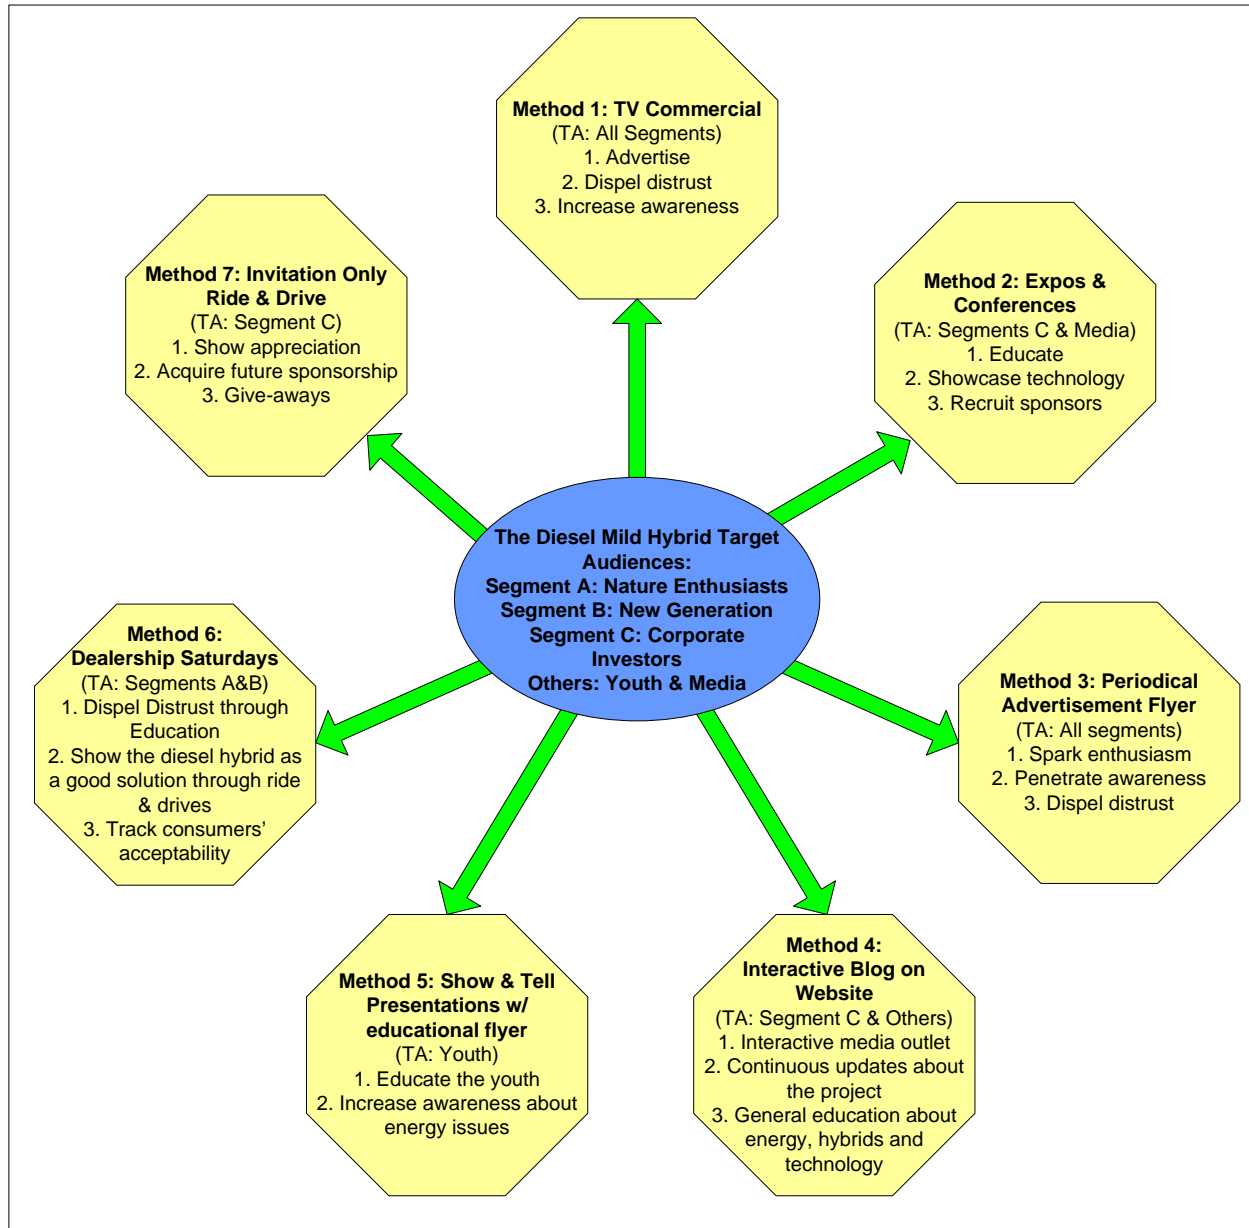 Method 1: TV Commercial
(TA: All Segments)
1. Advertise
2. Dispel distrust
3. Increase awareness
Method 2: Expos &
Conferences
(TA: Segments C & Media)
1. Educate
2. Showcase technology
3. Recruit sponsors
Method 3: Periodical
Advertisement Flyer
(TA: All segments)
1. Spark enthusiasm
2. Penetrate awareness
3. Dispel distrust
Method 4:
Interactive Blog on
Website
(TA: Segment C & Others)
1. Interactive media outlet
2. Continuous updates about
the project
3. General education about
energy, hybrids and
technology
Method 5: Show & Tell
Presentations w/
educational flyer
(TA: Youth)
1. Educate the youth
2. Increase awareness about
energy issues
Method 6:
Dealership Saturdays
(TA: Segments A&B)
1. Dispel Distrust through
Education
2. Show the diesel hybrid as
a good solution through ride
& drives
3. Track consumers’
acceptability
Method 7: Invitation Only
Ride & Drive
(TA: Segment C)
1. Show appreciation
2. Acquire future sponsorship
3. Give-aways
The Diesel Mild Hybrid Target
Audiences:
Segment A: Nature Enthusiasts
Segment B: New Generation
Segment C: Corporate
Investors
Others: Youth & Media